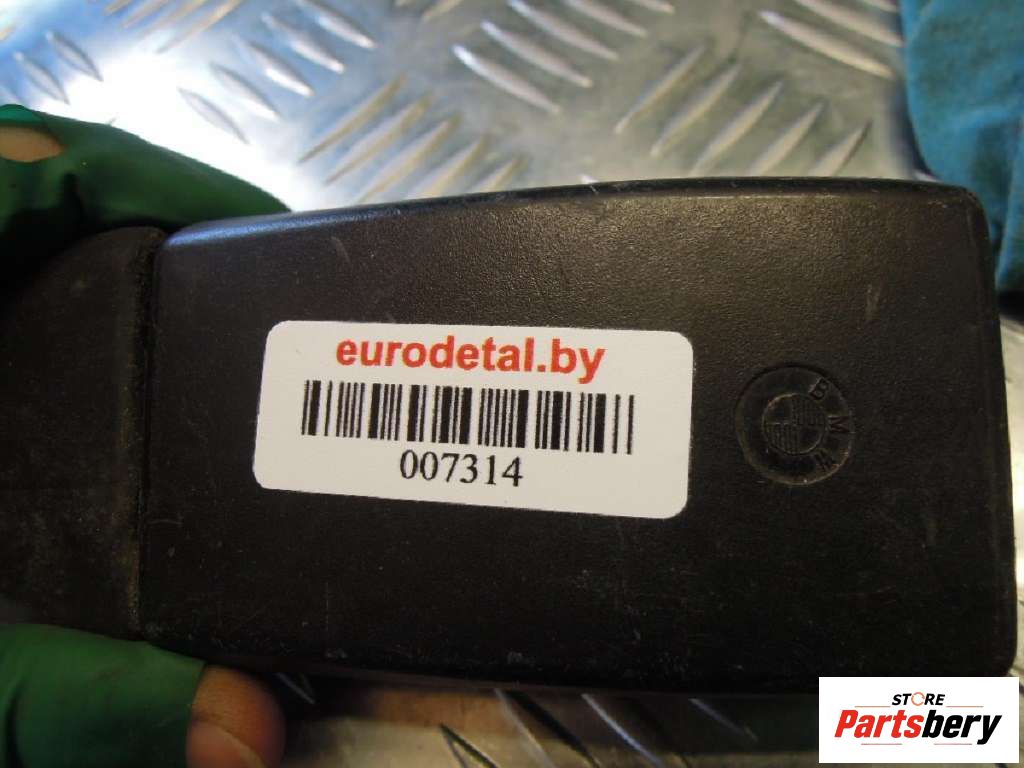 eurodetal.by
007314
BMW
STORE
Partsbery